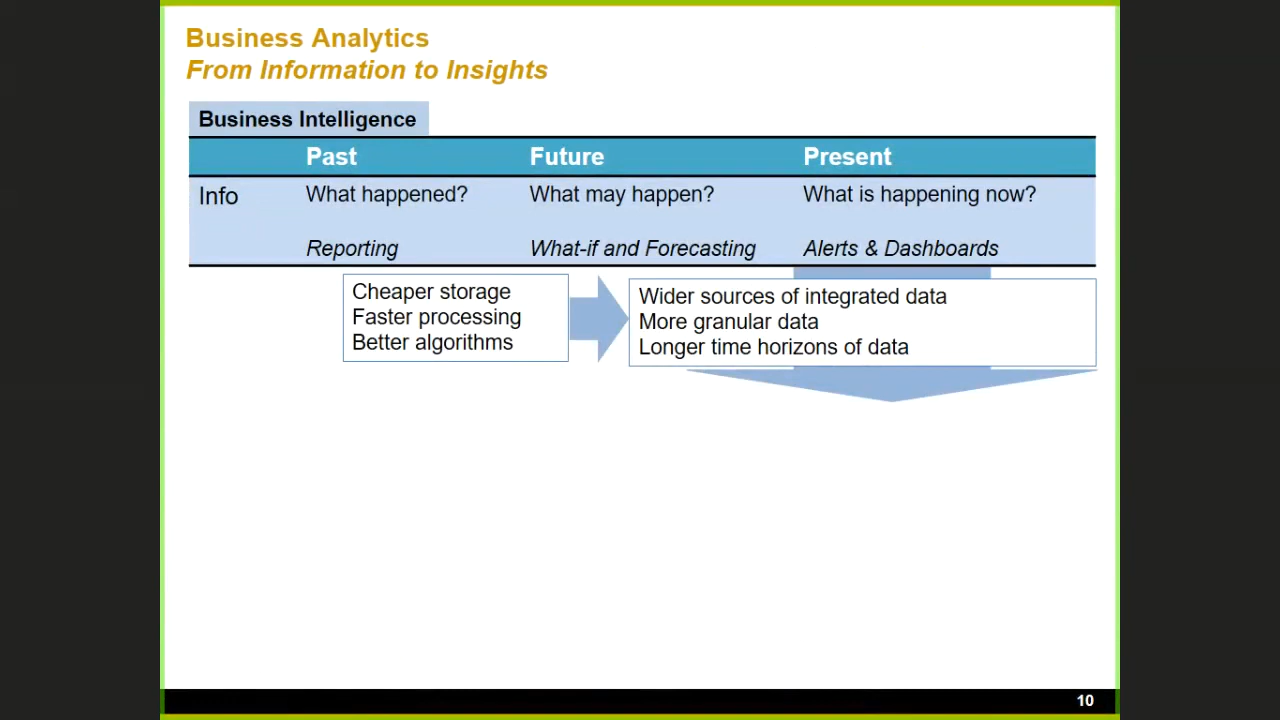 Business Analytics
From Information to Insights
Business Intelligence
Past Future Present
Info What happened? What may happen? What is happening now?
Reporting What-if and Forecasting Alerts & Dashboards
Cheaper storage
Faster processing
Better algorithms
Wider sources of integrated data
More granular data
Longer time horizons of data
10